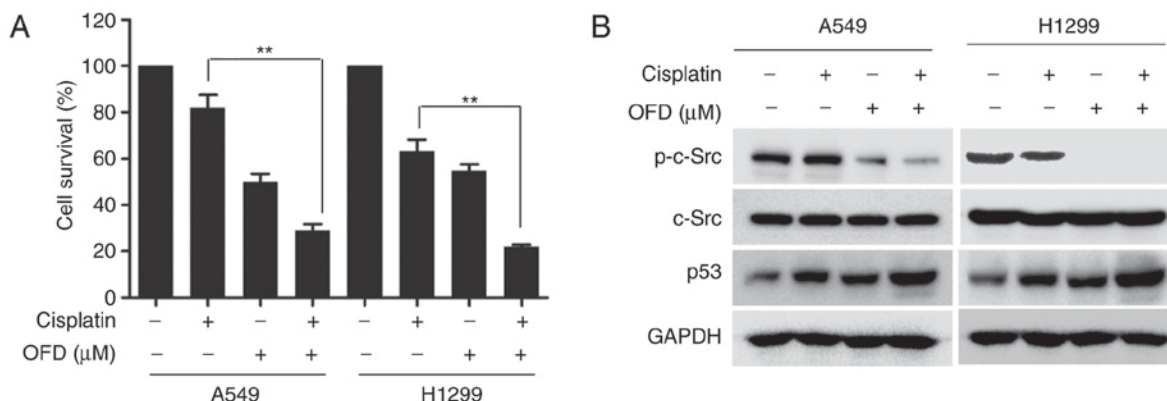 A
Cell survival (%)
120
100
80
60
40
20
0
**
**
Cisplatin − + − + − + − +
OFD (μM) − − + + − − + +
A549 H1299
B
A549 H1299
Cisplatin − + − + − + − +
OFD (μM) − − + + − − + +
p-c-Src
c-Src
p53
GAPDH